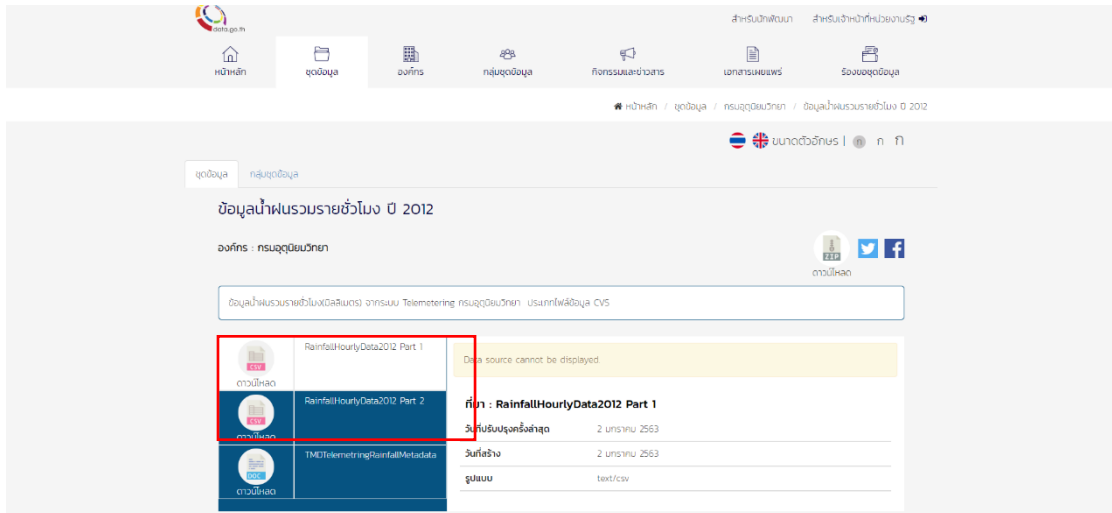 data.go.th
สำหรับนักพัฒนา
สำหรับเจ้าหน้าที่หน่วยงานรัฐ
หน้าหลัก
ชุดข้อมูล
องค์กร
กลุ่มชุดข้อมูล
กิจกรรมและข่าวสาร
เอกสารเผยแพร่
ร้องขอชุดข้อมูล
หน้าหลัก / ชุดข้อมูล / กรมอุตุนิยมวิทยา / ข้อมูลน้ำฝนรวมรายชั่วโมง ปี 2012
ขนาดตัวอักษร | ก ก ก
ชุดข้อมูล
กลุ่มชุดข้อมูล
ข้อมูลน้ำฝนรวมรายชั่วโมง ปี 2012
องค์กร : กรมอุตุนิยมวิทยา
ZIP
ดาวน์โหลด
ข้อมูลน้ำฝนรวมรายชั่วโมง(มิลลิเมตร) จากระบบ Telemetering กรมอุตุนิยมวิทยา ประเภทไฟล์ข้อมูล CVS
RainfallHourlyData2012 Part 1
CSV
ดาวน์โหลด
Data source cannot be displayed.
RainfallHourlyData2012 Part 2
CSV
ดาวน์โหลด
ที่มา : RainfallHourlyData2012 Part 1
วันที่ปรับปรุงครั้งล่าสุด 2 มกราคม 2563
TMDTelemetringRainfallMetadata
DOC
ดาวน์โหลด
วันที่สร้าง 2 มกราคม 2563
รูปแบบ text/csv